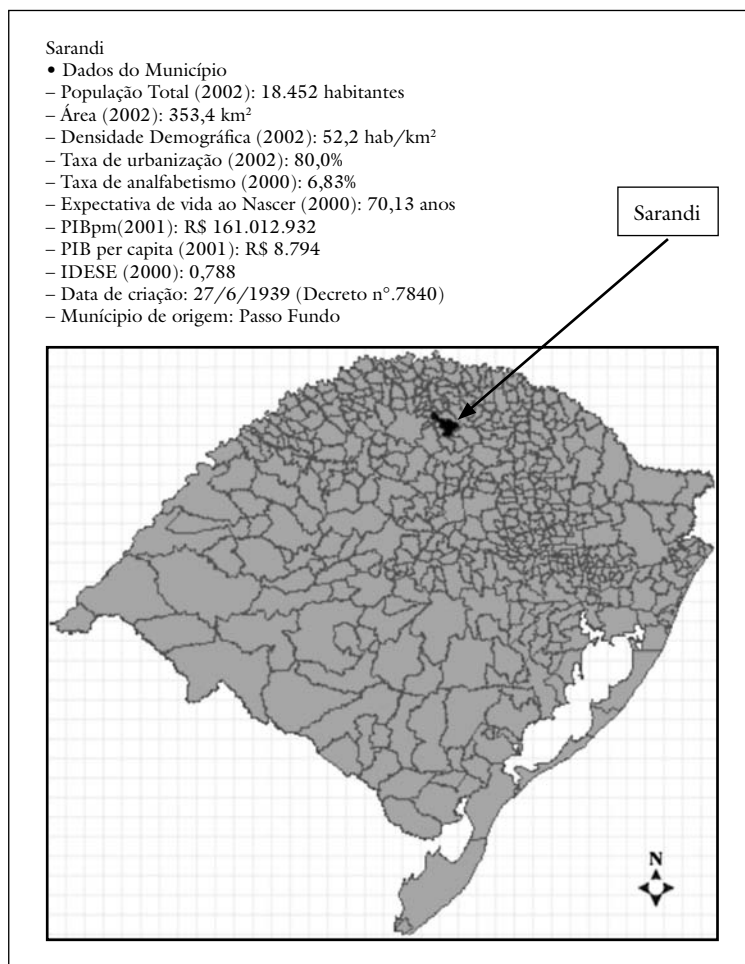 Sarandi
• Dados do Município
– População Total (2002): 18.452 habitantes
– Área (2002): 353,4 km²
– Densidade Demográfica (2002): 52,2 hab/km²
– Taxa de urbanização (2002): 80,0%
– Taxa de analfabetismo (2000): 6,83%
– Expectativa de vida ao Nascer (2000): 70,13 anos
– PIBpm(2001): R$ 161.012.932
– PIB per capita (2001): R$ 8.794
– IDESE (2000): 0,788
– Data de criação: 27/6/1939 (Decreto n°.7840)
– Munícipio de origem: Passo Fundo
Sarandi
N